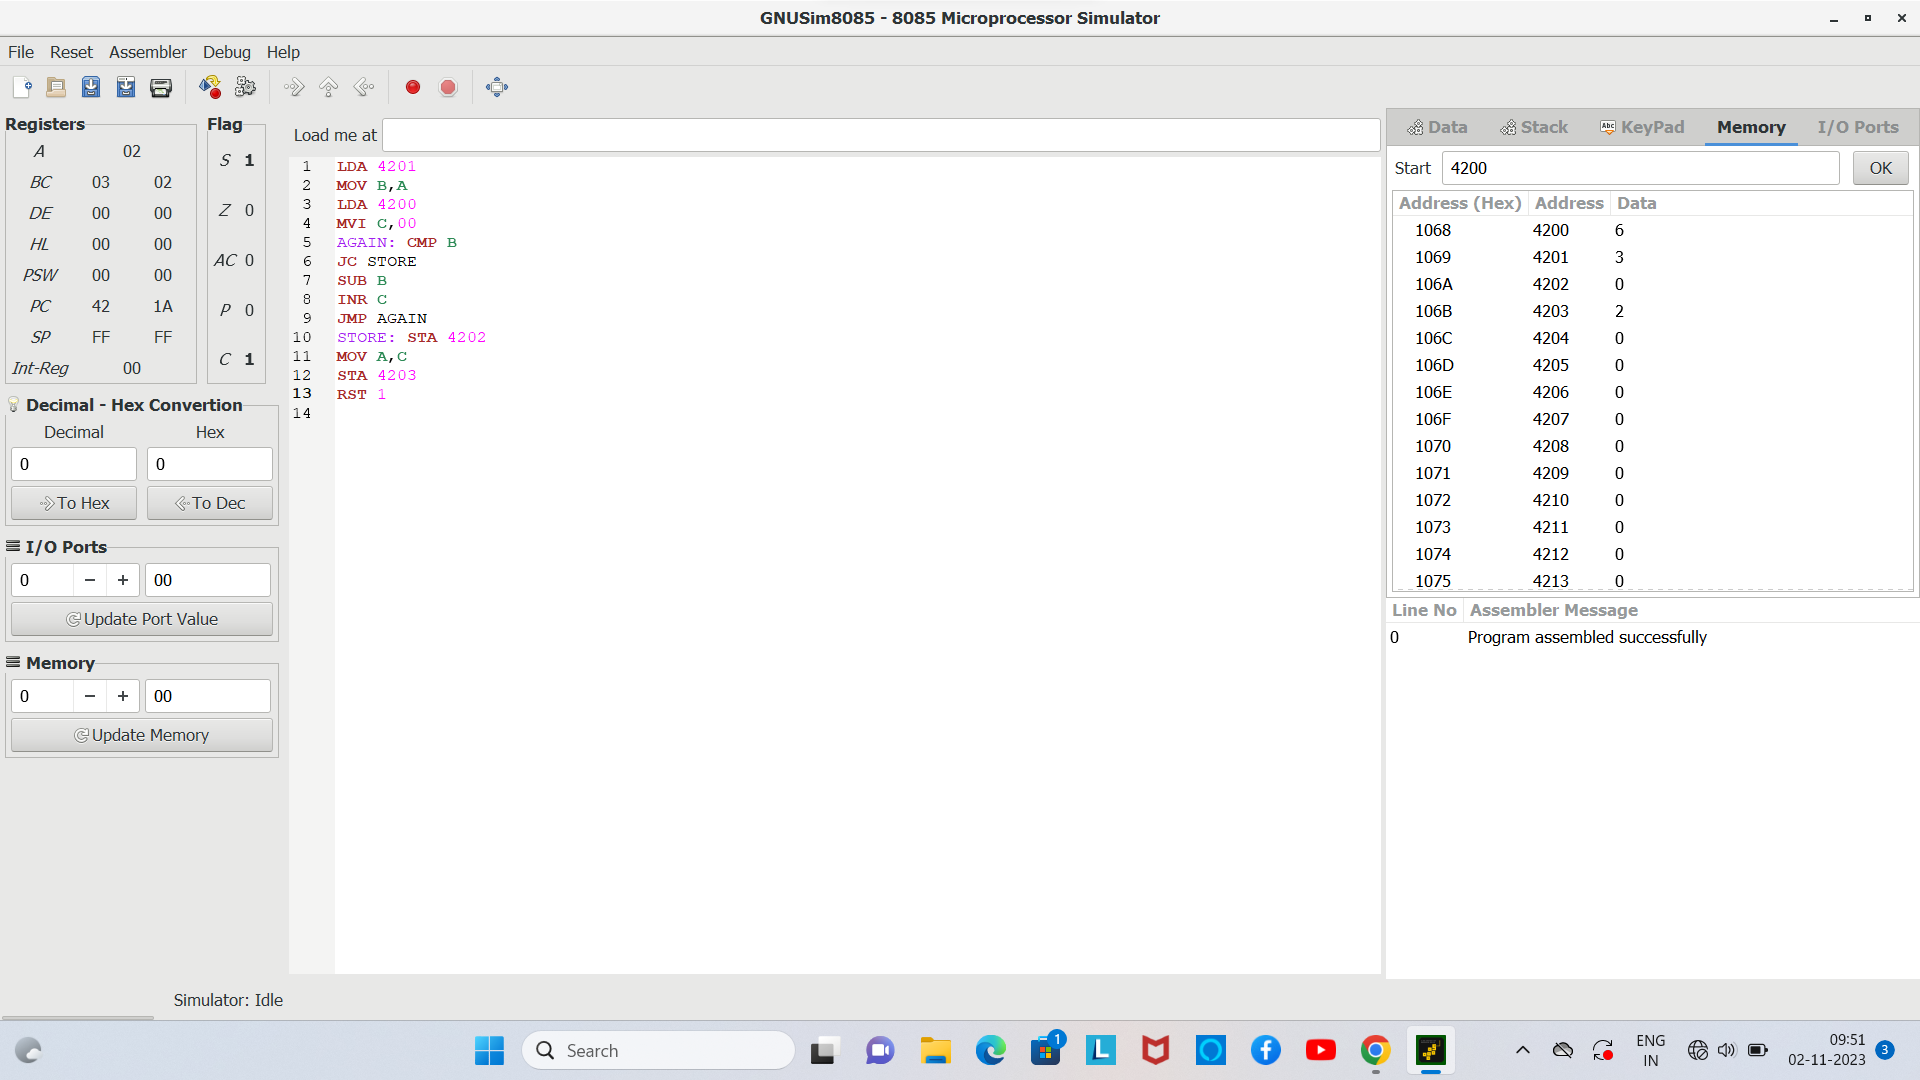 GNUSim8085 - 8085 Microprocessor Simulator
File Reset Assembler Debug Help
Registers
A 02
BC 03 02
DE 00 00
HL 00 00
PSW 00 00
PC 42 1A
SP FF FF
Int-Reg 00
Flag
S 1
Z 0
AC 0
P 0
C 1
Decimal - Hex Convertion
Decimal Hex
0 0
To Hex To Dec
I/O Ports
0 − + 00
Update Port Value
Memory
0 − + 00
Update Memory
Load me at
1 LDA 4201
2 MOV B,A
3 LDA 4200
4 MVI C,00
5 AGAIN: CMP B
6 JC STORE
7 SUB B
8 INR C
9 JMP AGAIN
10 STORE: STA 4202
11 MOV A,C
12 STA 4203
13 RST 1
14
Data Stack Abc KeyPad Memory I/O Ports
Start 4200 OK
Address (Hex) Address Data
1068 4200 6
1069 4201 3
106A 4202 0
106B 4203 2
106C 4204 0
106D 4205 0
106E 4206 0
106F 4207 0
1070 4208 0
1071 4209 0
1072 4210 0
1073 4211 0
1074 4212 0
1075 4213 0
Line No Assembler Message
0 Program assembled successfully
Simulator: Idle
Search
1
L
ENG
IN
09:51
02-11-2023
3